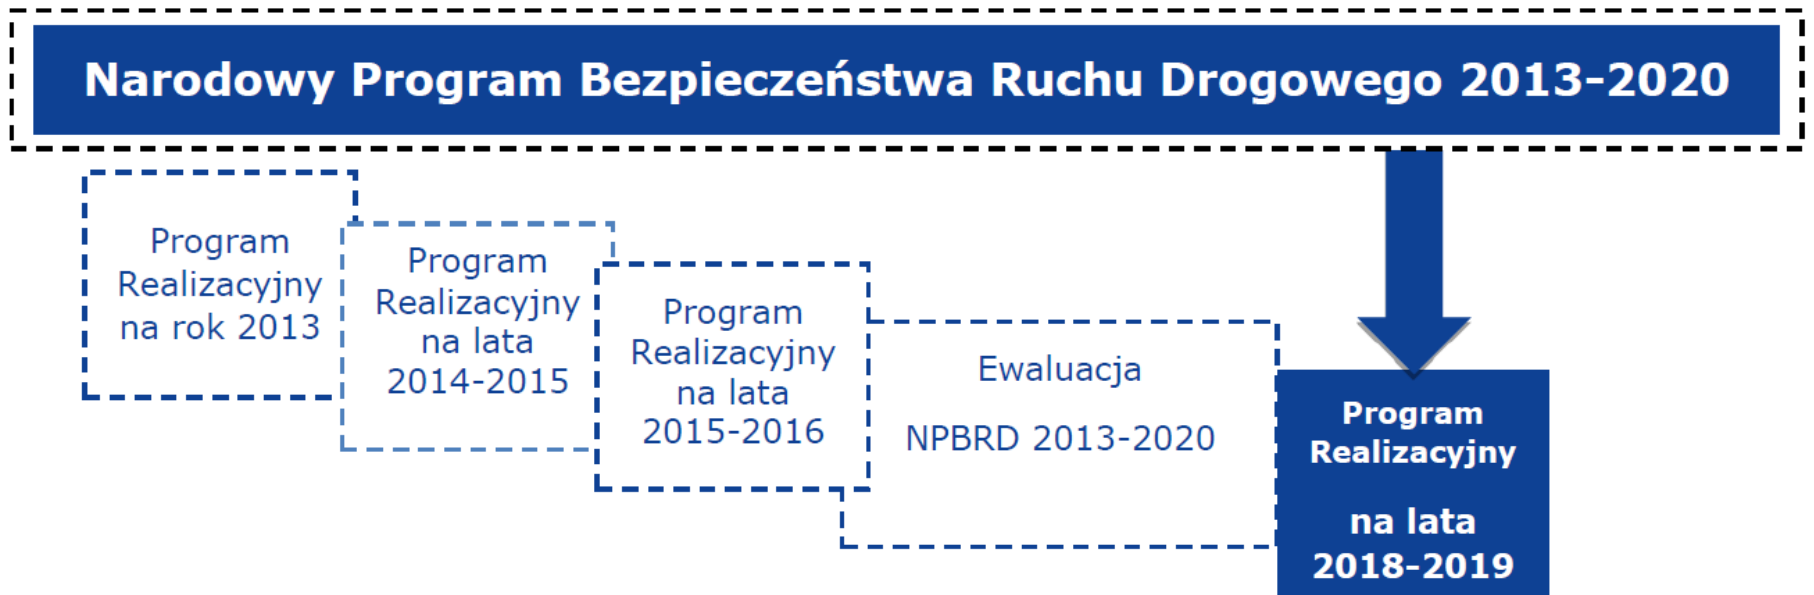 Narodowy Program Bezpieczeństwa Ruchu Drogowego 2013-2020
Program
Realizacyjny
na rok 2013
Program
Realizacyjny
na lata
2014-2015
Program
Realizacyjny
na lata
2015-2016
Ewaluacja
NPBRD 2013-2020
Program
Realizacyjny
na lata
2018-2019